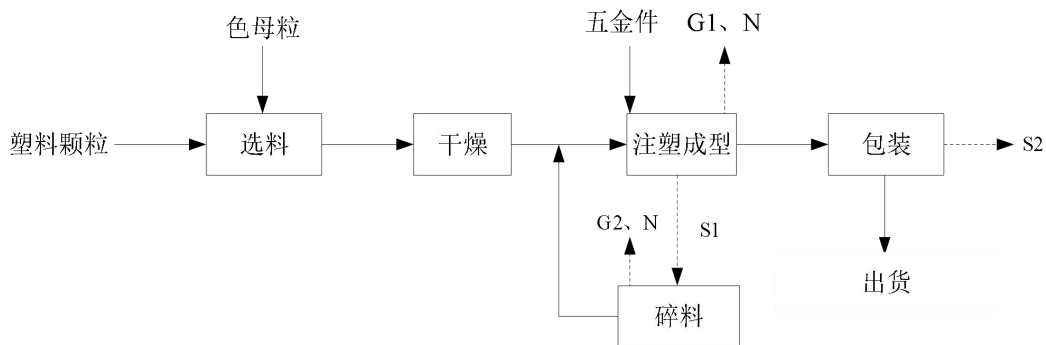 色母粒
五金件
G1、N
塑料颗粒
选料
干燥
注塑成型
包装
S2
G2、N
S1
碎料
出货